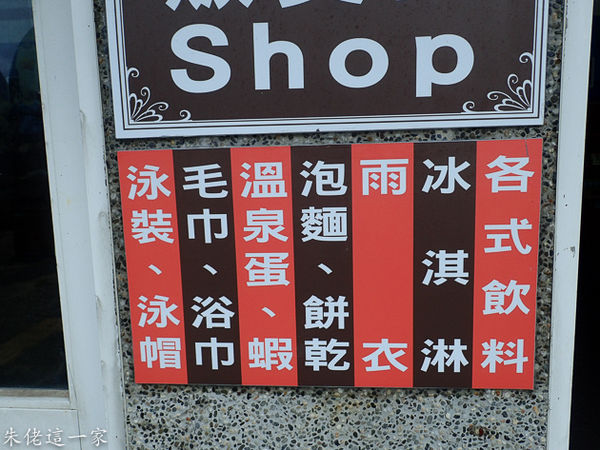 Shop
各式飲料
冰淇淋
雨衣
泡麵、餅乾
溫泉蛋、蝦
毛巾、浴巾
泳裝、泳帽
朱佬這一家